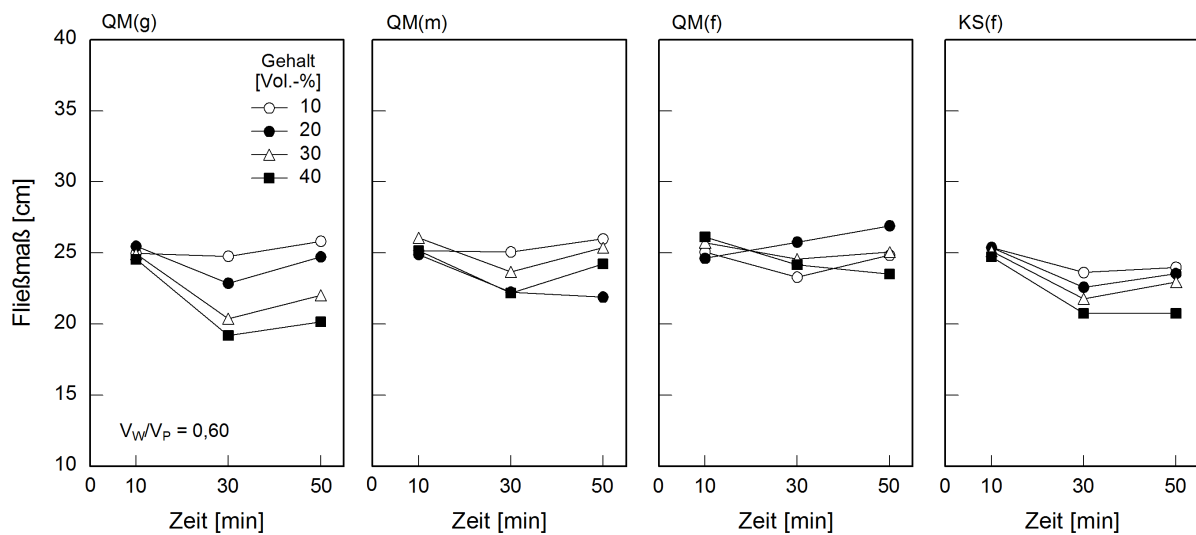 QM(g)
QM(m)
QM(f)
KS(f)
Fließmaß [cm]
40
35
30
25
20
15
10
Gehalt
[Vol.-%]
10
20
30
40
V_W/V_P = 0,60
0 10 30 50
0 10 30 50
0 10 30 50
0 10 30 50
Zeit [min]
Zeit [min]
Zeit [min]
Zeit [min]